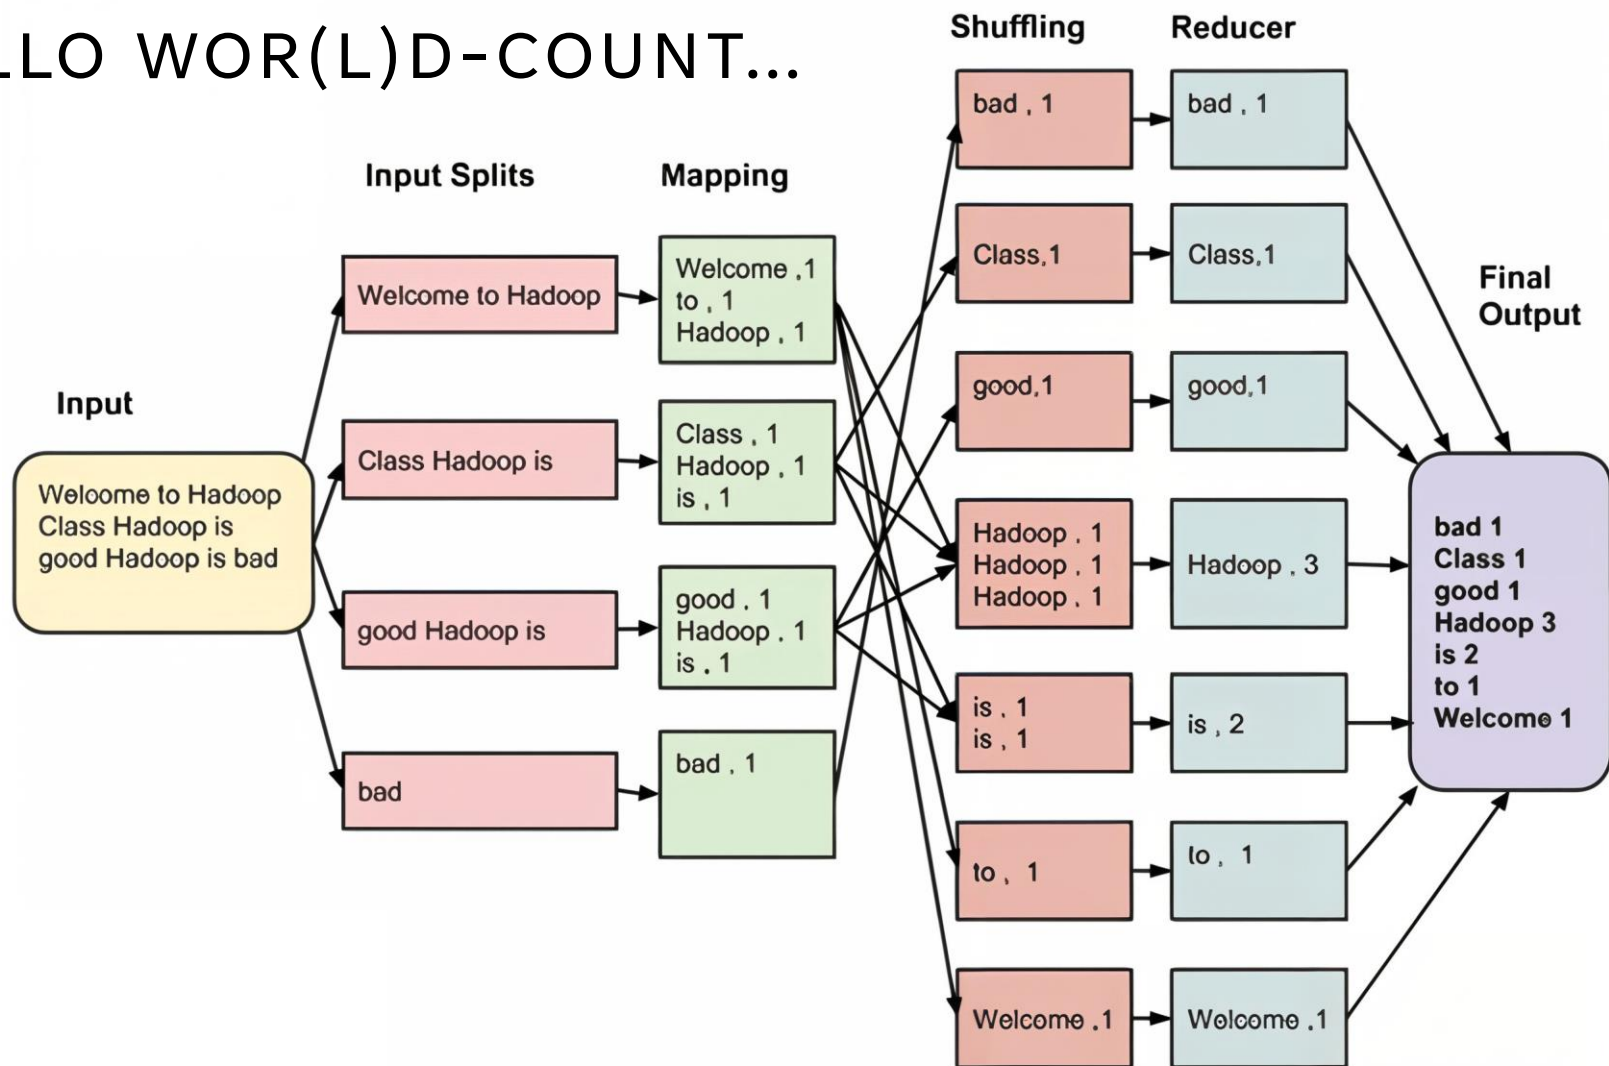 LLO WOR(L)D-COUNT...
Shuffling
Reducer
Input Splits
Mapping
Final
Output
Input
Weloome to Hadoop
Class Hadoop is
good Hadoop is bad
Welcome to Hadoop
Class Hadoop is
good Hadoop is
bad
Welcome ,1
to , 1
Hadoop , 1
Class , 1
Hadoop , 1
is , 1
good , 1
Hadoop , 1
is , 1
bad , 1
bad , 1
Class,1
good,1
Hadoop , 1
Hadoop , 1
Hadoop , 1
is , 1
is , 1
to , 1
Welcome ,1
bad , 1
Class,1
good,1
Hadoop , 3
is , 2
to , 1
Wolcome ,1
bad 1
Class 1
good 1
Hadoop 3
is 2
to 1
Welcome 1